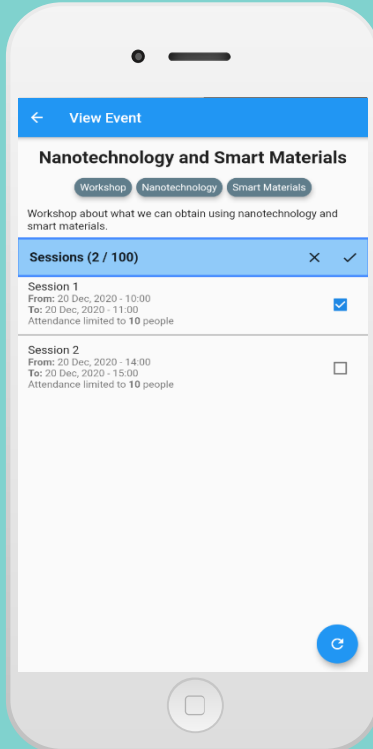 View Event
Nanotechnology and Smart Materials
Workshop Nanotechnology Smart Materials
Workshop about what we can obtain using nanotechnology and
smart materials.
Sessions (2 / 100)
Session 1
From: 20 Dec, 2020 - 10:00
To: 20 Dec, 2020 - 11:00
Attendance limited to 10 people
Session 2
From: 20 Dec, 2020 - 14:00
To: 20 Dec, 2020 - 15:00
Attendance limited to 10 people